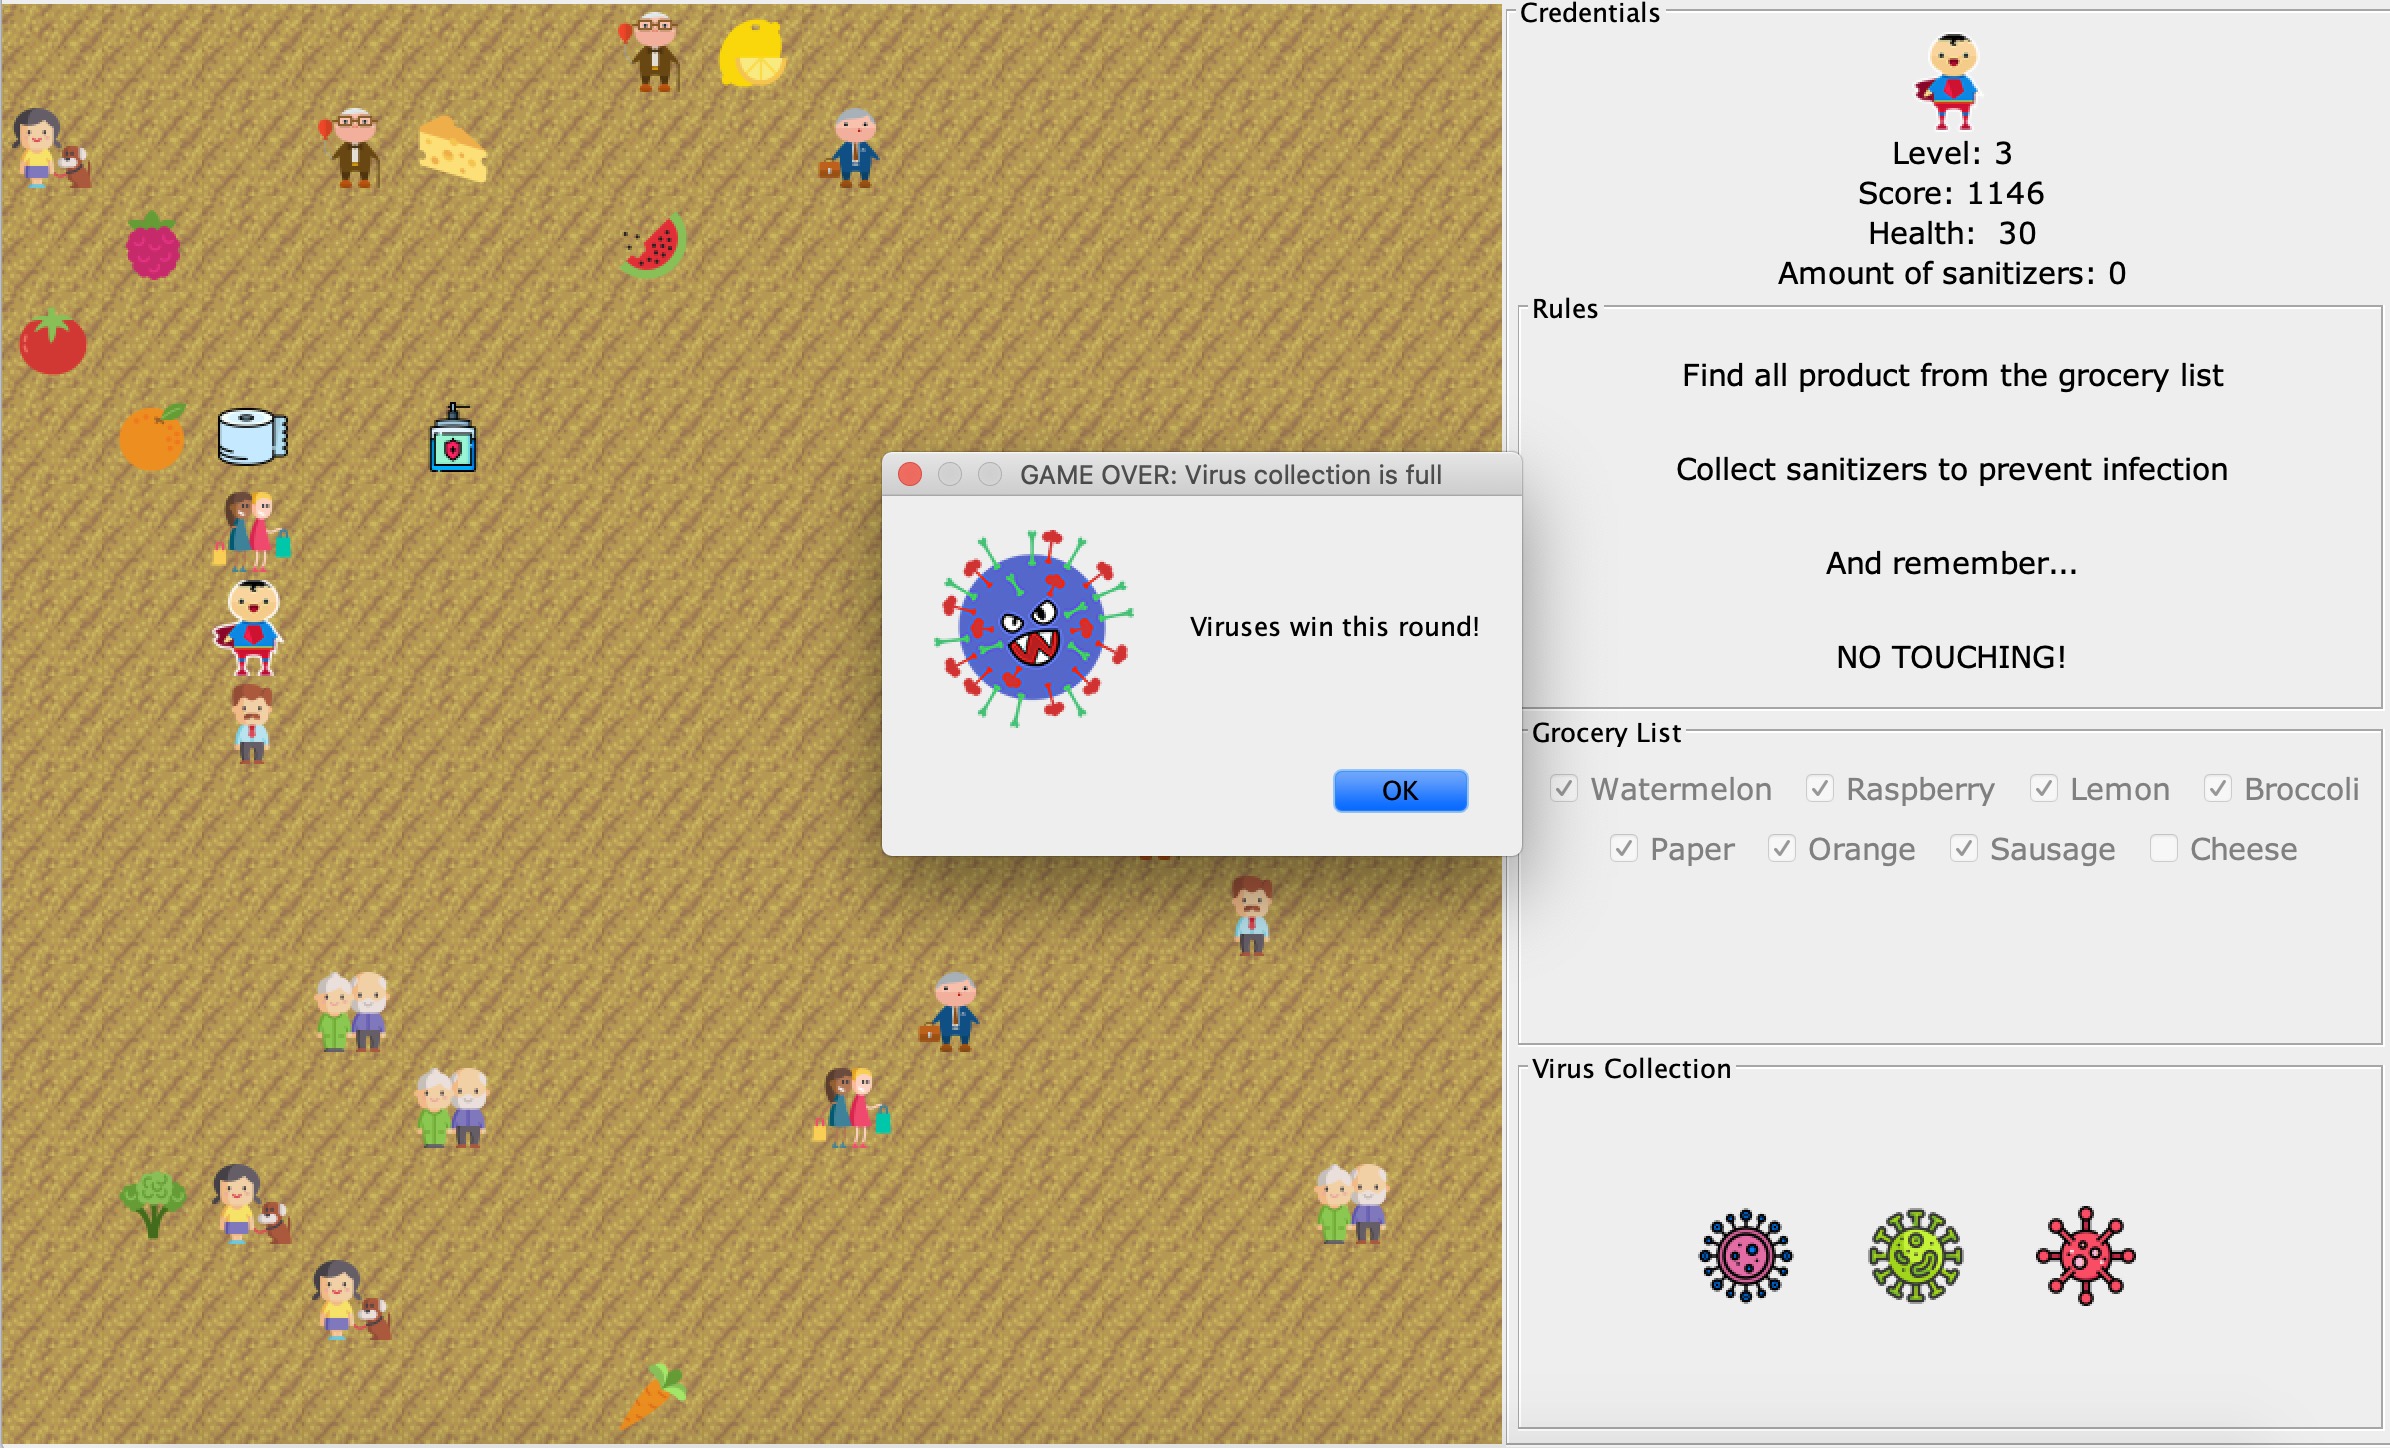 Credentials
Level: 3
Score: 1146
Health: 30
Amount of sanitizers: 0
Rules
Find all product from the grocery list
Collect sanitizers to prevent infection
And remember...
NO TOUCHING!
GAME OVER: Virus collection is full
Viruses win this round!
OK
Grocery List
Watermelon Raspberry Lemon Broccoli
Paper Orange Sausage Cheese
Virus Collection